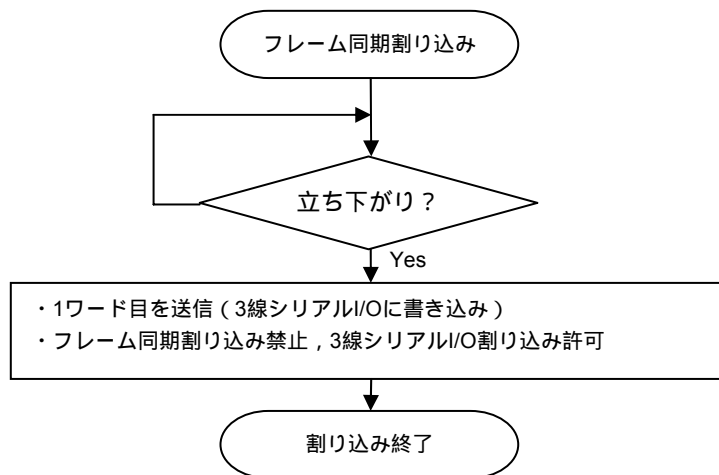 フレーム同期割り込み
立ち下がり？
Yes
・1ワード目を送信（3線シリアルI/Oに書き込み）
・フレーム同期割り込み禁止，3線シリアルI/O割り込み許可
割り込み終了